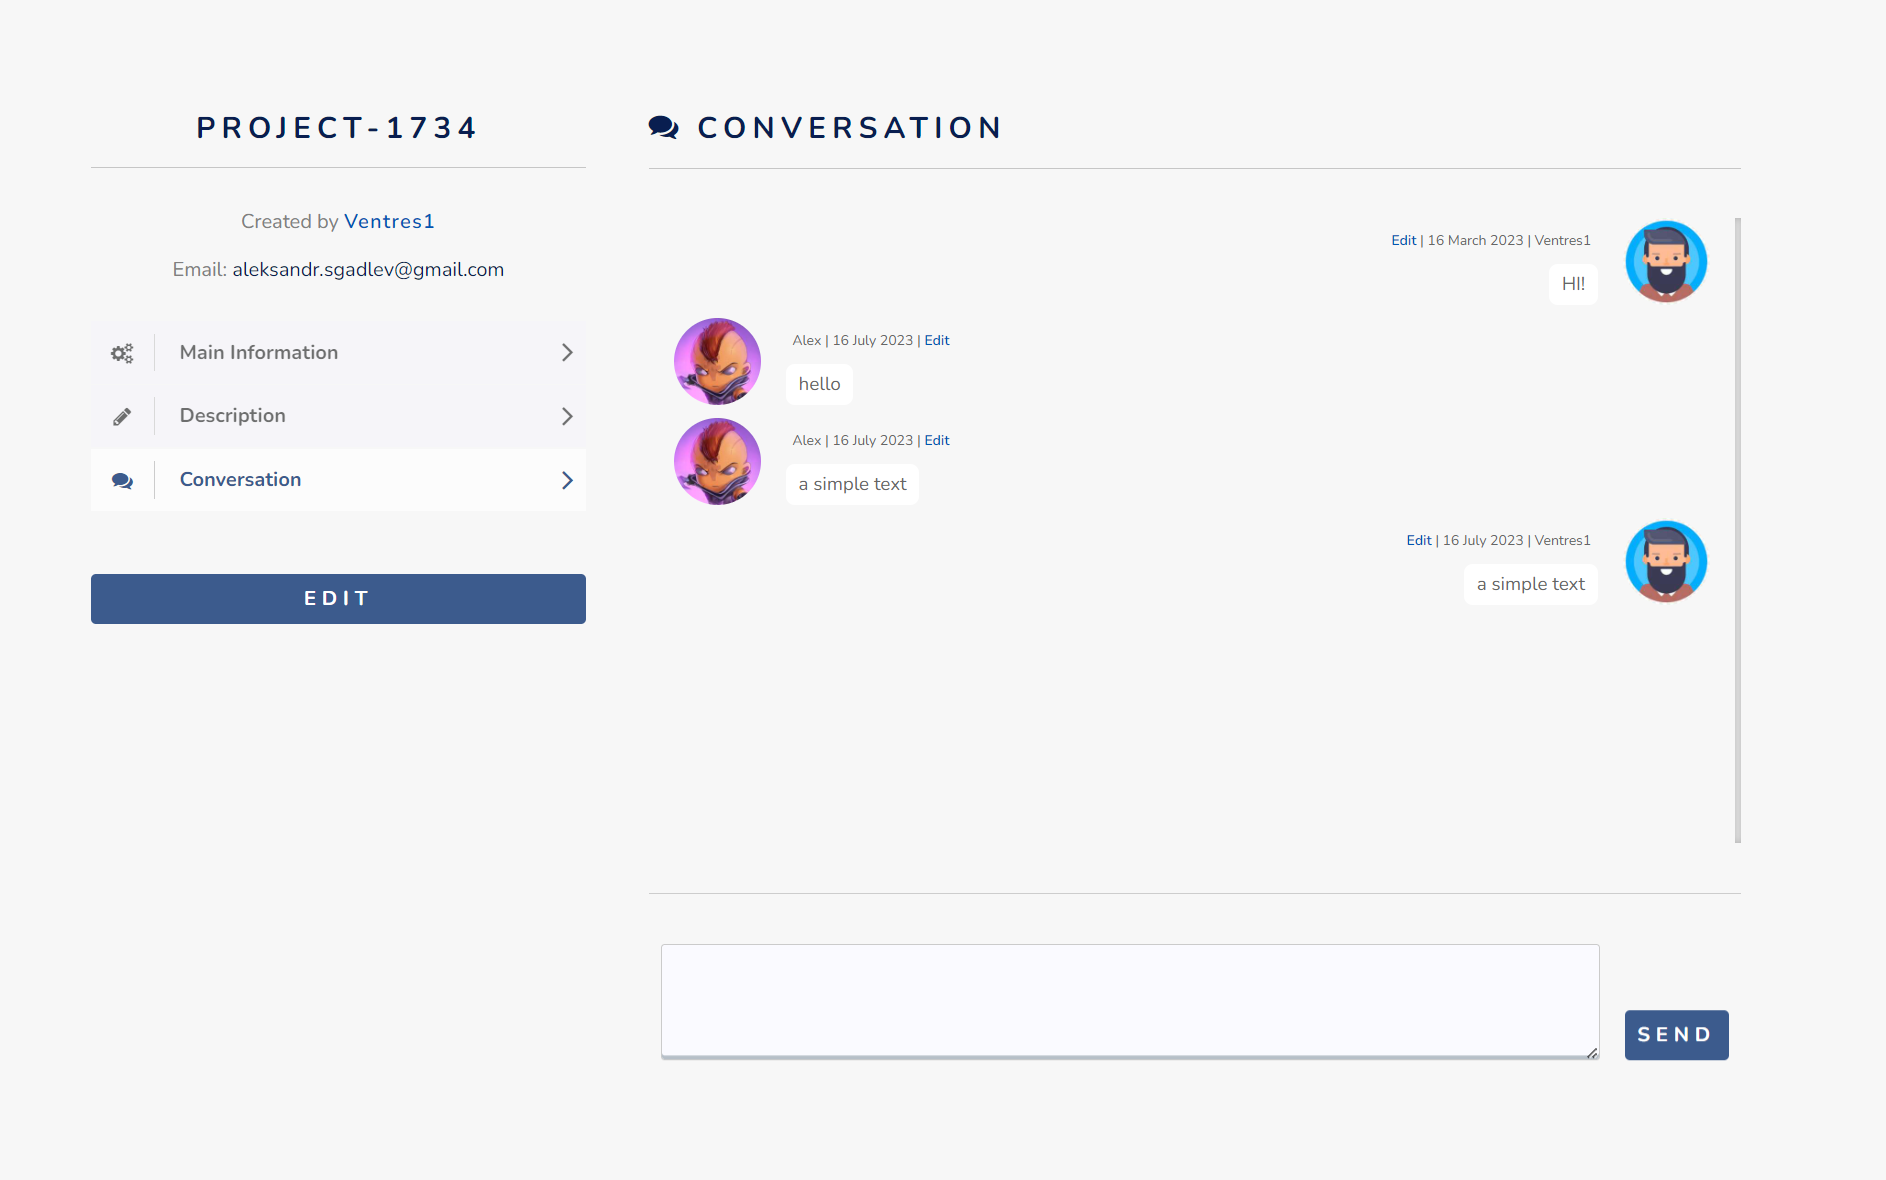 PROJECT-1734
Created by Ventres1
Email: aleksandr.sgadlev@gmail.com
Main Information
Description
Conversation
EDIT
CONVERSATION
Edit | 16 March 2023 | Ventres1
HI!
Alex | 16 July 2023 | Edit
hello
Alex | 16 July 2023 | Edit
a simple text
Edit | 16 July 2023 | Ventres1
a simple text
SEND